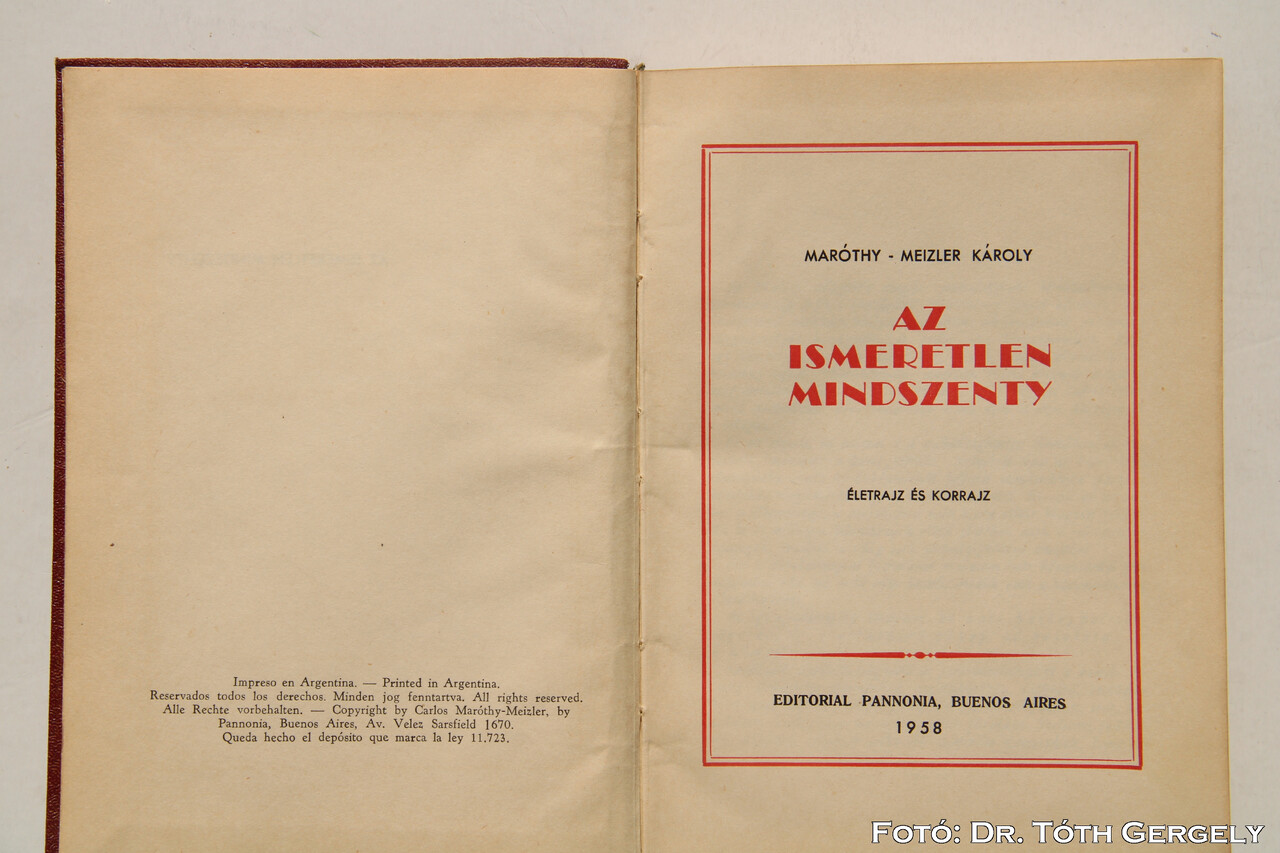 Impreso en Argentina. — Printed in Argentina.
Reservados todos los derechos. Minden jog fenntartva. All rights reserved.
Alle Rechte vorbehalten. — Copyright by Carlos Maróthy-Meizler, by
Pannonia, Buenos Aires, Av. Velez Sarsfield 1670.
Queda hecho el depósito que marca la ley 11.723.
MARÓTHY - MEIZLER KÁROLY
AZ
ISMERETLEN
MINDSZENTY
ÉLETRAJZ ÉS KORRAJZ
EDITORIAL PANNONIA, BUENOS AIRES
1958
FOTÓ: DR. TÓTH GERGELY